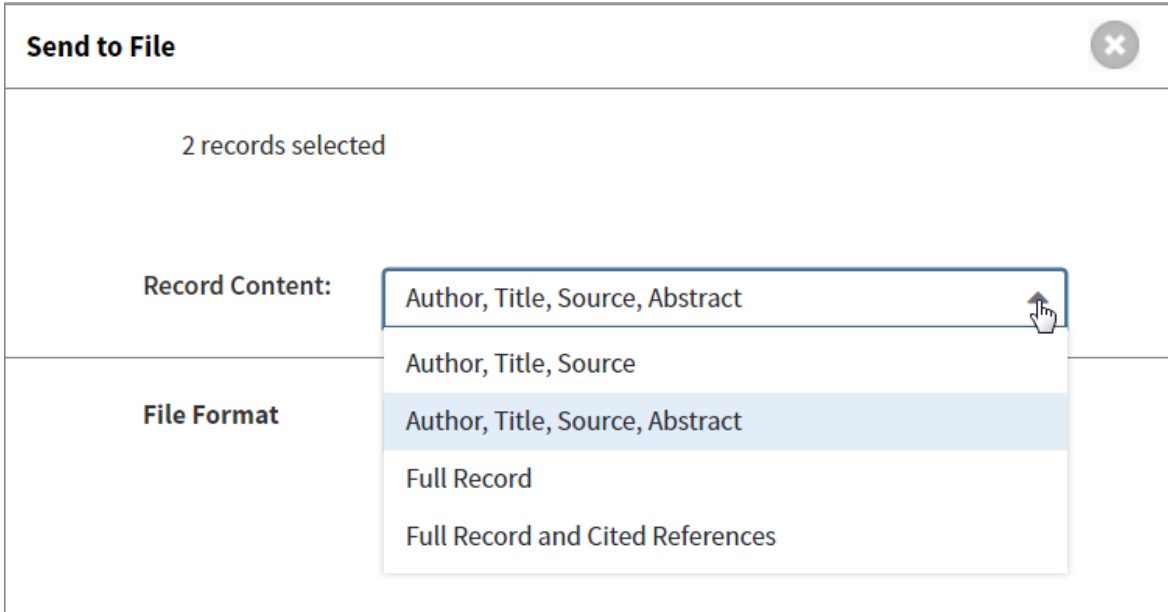 Send to File
2 records selected
Record Content:
Author, Title, Source, Abstract
Author, Title, Source
Author, Title, Source, Abstract
Full Record
Full Record and Cited References
File Format